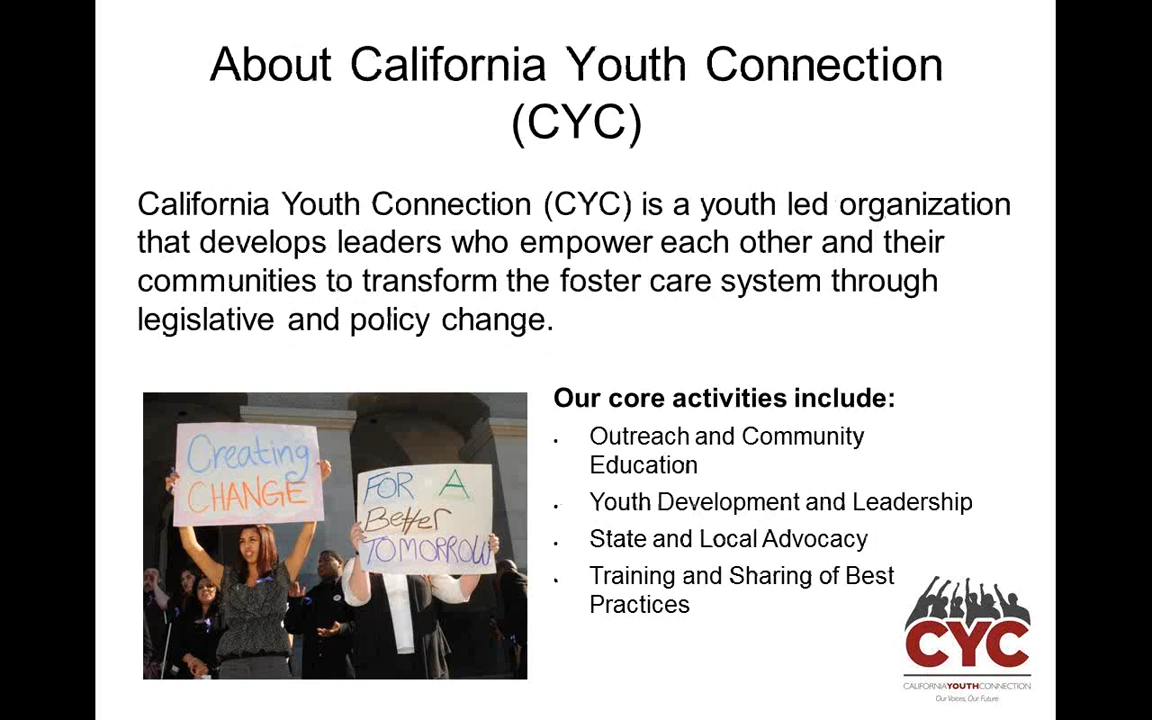 About California Youth Connection
(CYC)
California Youth Connection (CYC) is a youth led organization
that develops leaders who empower each other and their
communities to transform the foster care system through
legislative and policy change.
Creating
CHANGE
FOR A
Better
TOMORROW
Our core activities include:
• Outreach and Community
Education
• Youth Development and Leadership
• State and Local Advocacy
• Training and Sharing of Best
Practices
CYC
CALIFORNIAYOUTHCONNECTION
Our Voices, Our Future